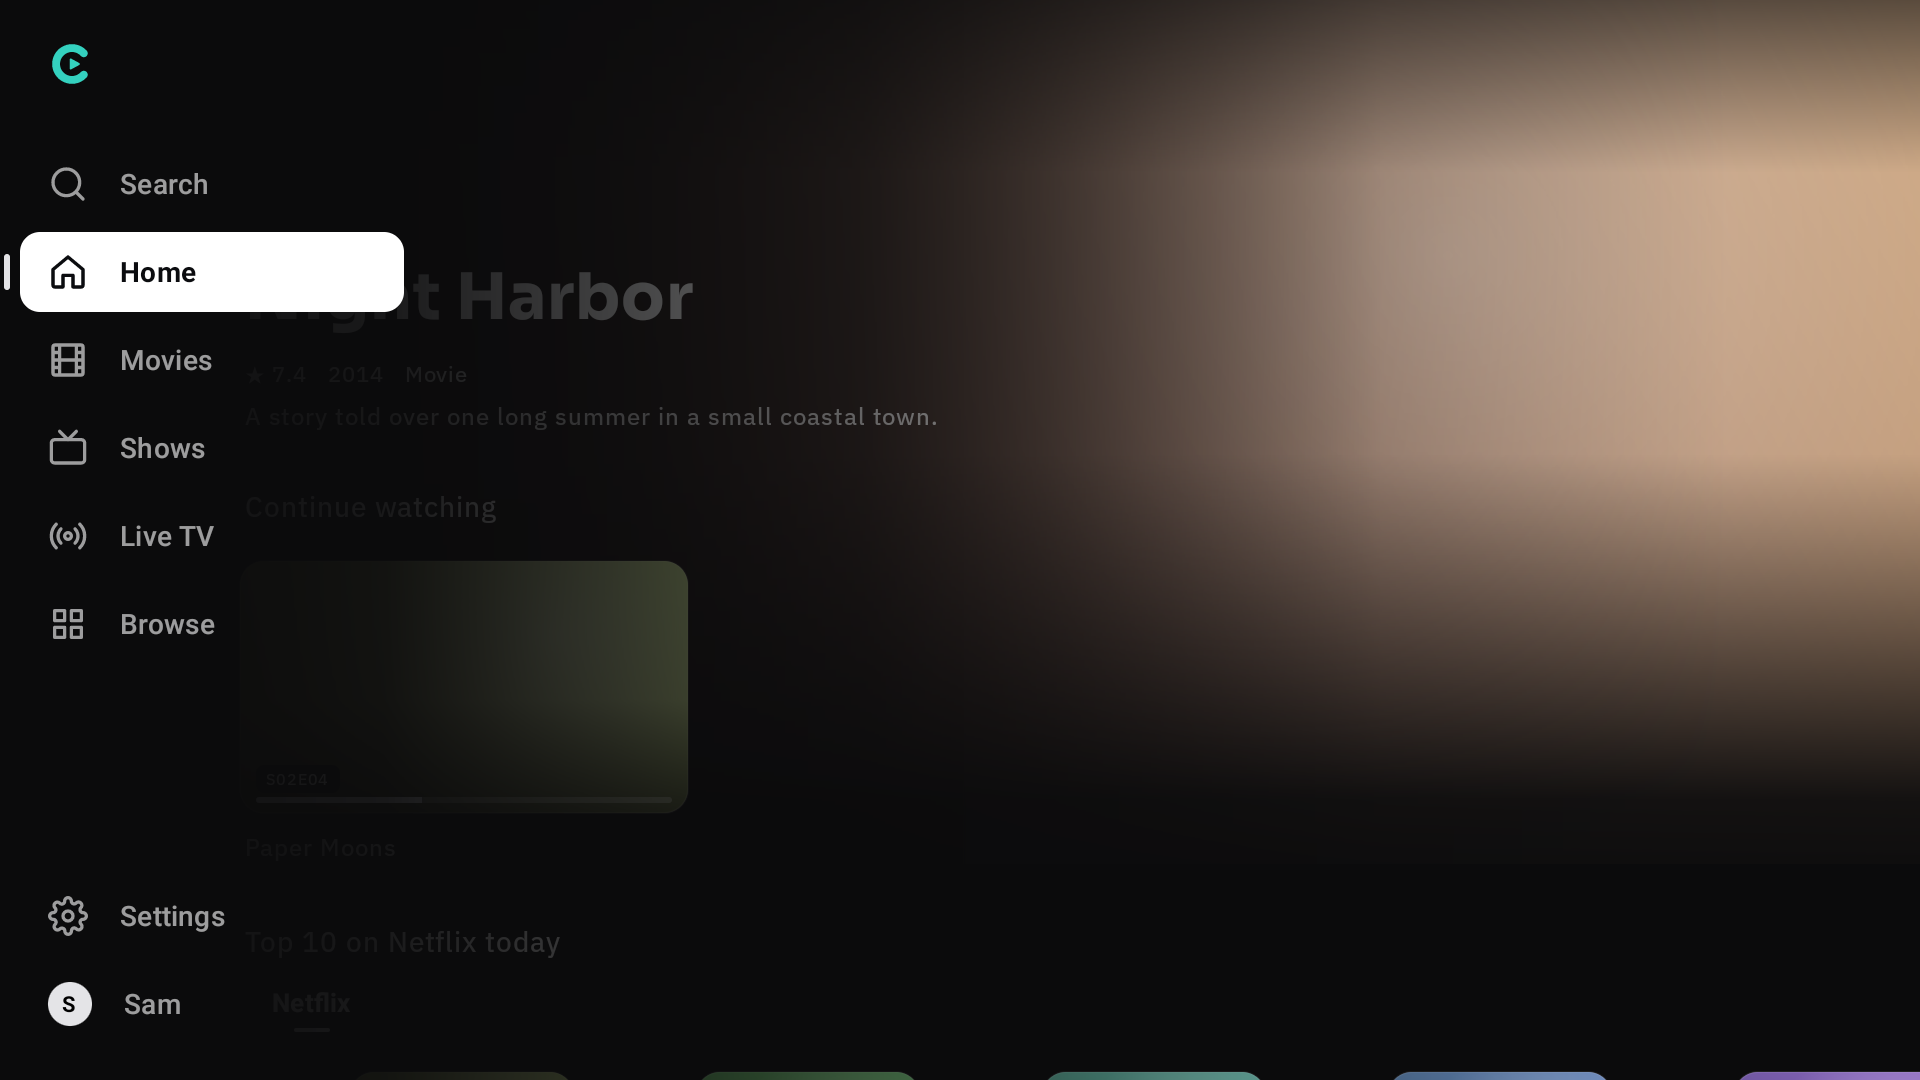 Search
Home
Night Harbor
Movies
★ 7.4 2014 Movie
A story told over one long summer in a small coastal town.
Shows
Continue watching
Live TV
Browse
S02E04
Paper Moons
Settings
Top 10 on Netflix today
Sam
S
Netflix